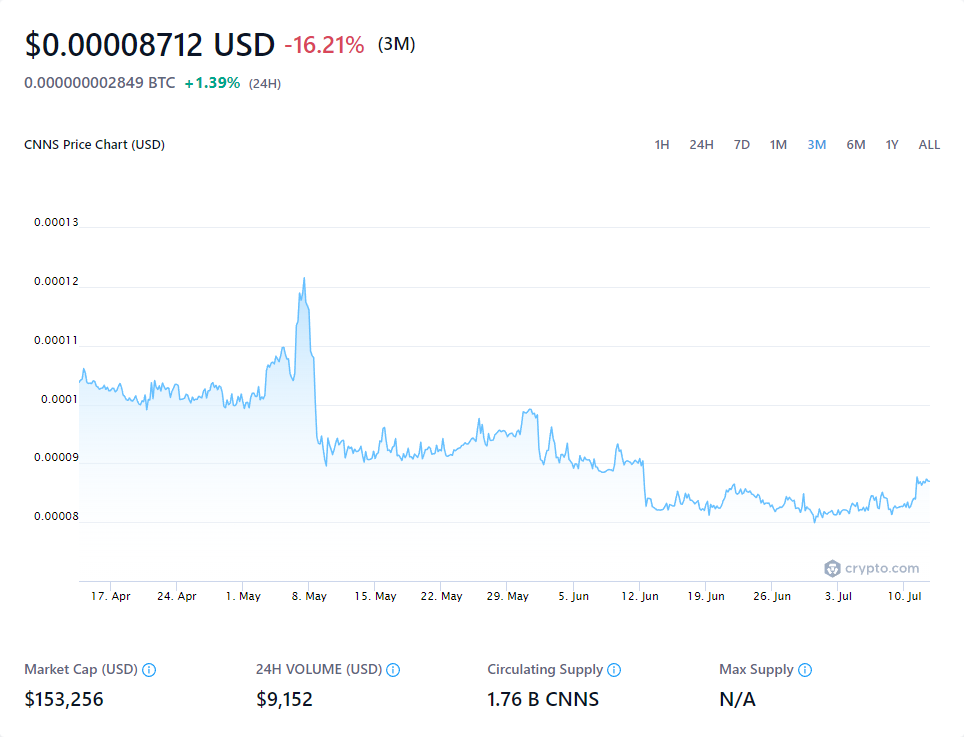 $0.00008712 USD -16.21% (3M)
0.000000002849 BTC +1.39% (24H)
CNNS Price Chart (USD) 1H 24H 7D 1M 3M 6M 1Y ALL
0.00013
0.00012
0.00011
0.0001
0.00009
0.00008
crypto.com
17. Apr 24. Apr 1. May 8. May 15. May 22. May 29. May 5. Jun 12. Jun 19. Jun 26. Jun 3. Jul 10. Jul
Market Cap (USD) 24H VOLUME (USD) Circulating Supply Max Supply
$153,256 $9,152 1.76 B CNNS N/A